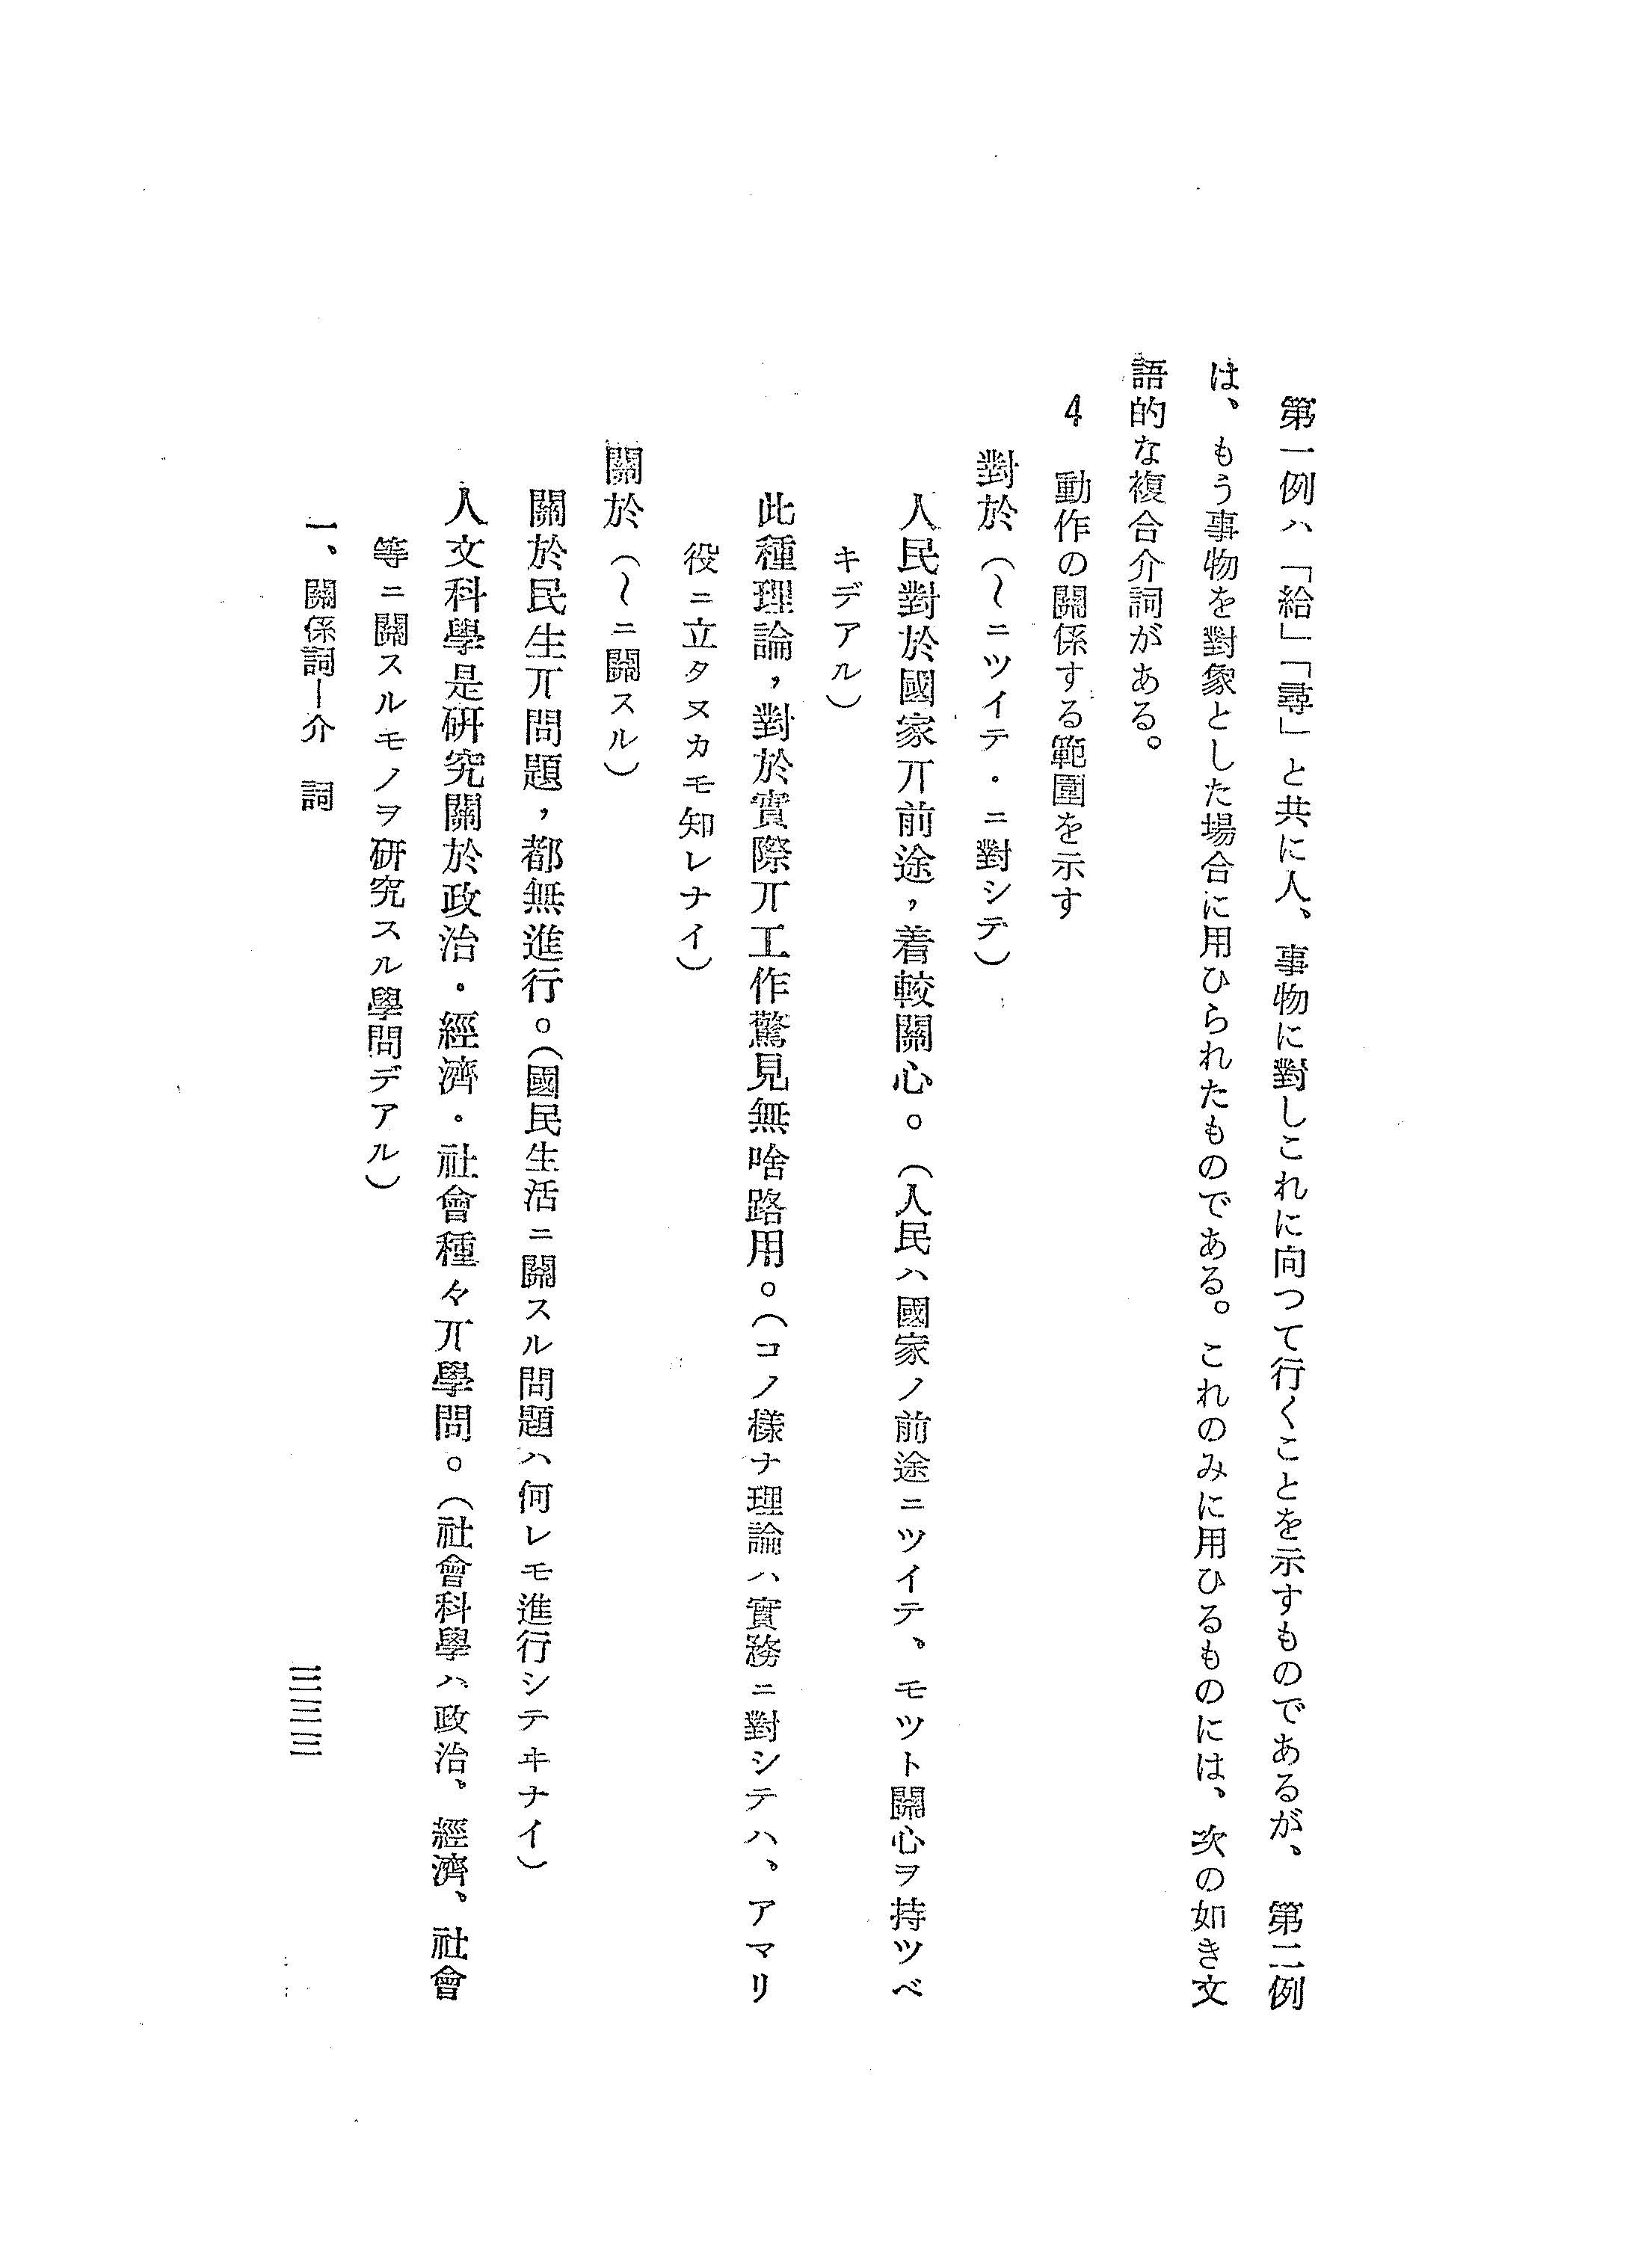 第一例ハ「給」「尋」と共に人、事物に對しこれに向つて行くことを示すものであるが、第二例
は、もう事物を對象とした場合に用ひられたものである。これのみに用ひるものには、次の如き文
語的な複合介詞がある。
4 動作の關係する範圍を示す
對於（〜ニツイテ・ニ對シテ）
人民對於國家丌前途，着較關心。（人民ハ國家ノ前途ニツイテ、モツト關心ヲ持ツベ
キデアル）
此種理論，對於實際丌工作驚見無啥路用。（コノ樣ナ理論ハ實務ニ對シテハ、アマリ
役ニ立タヌカモ知レナイ）
關於（〜ニ關スル）
關於民生丌問題，都無進行。（國民生活ニ關スル問題ハ何レモ進行シテヰナイ）
人文科學是硏究關於政治・經濟・社會種々丌學問。（社會科學ハ政治、經濟、社會
等ニ關スルモノヲ研究スル學問デアル）
一、關係詞ー介　詞
三三三